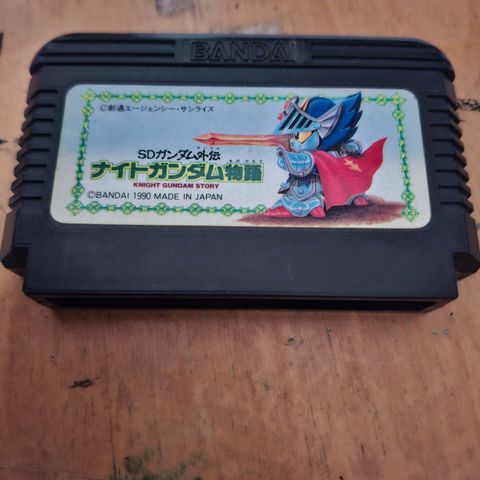 BANDAI
©創通エージェンシー・サンライズ
SDガンダム外伝
ナイトガンダム物語
KNIGHT GUNDAM STORY
©BANDAI 1990 MADE IN JAPAN